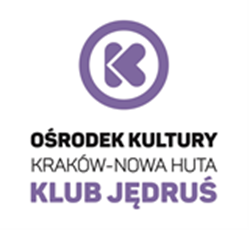 OŚRODEK KULTURY
KRAKÓW-NOWA HUTA
KLUB JĘDRUŚ